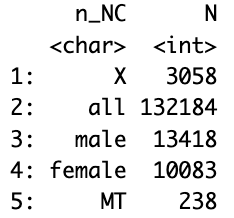 n_NC N
<char> <int>
1: X 3058
2: all 132184
3: male 13418
4: female 10083
5: MT 238